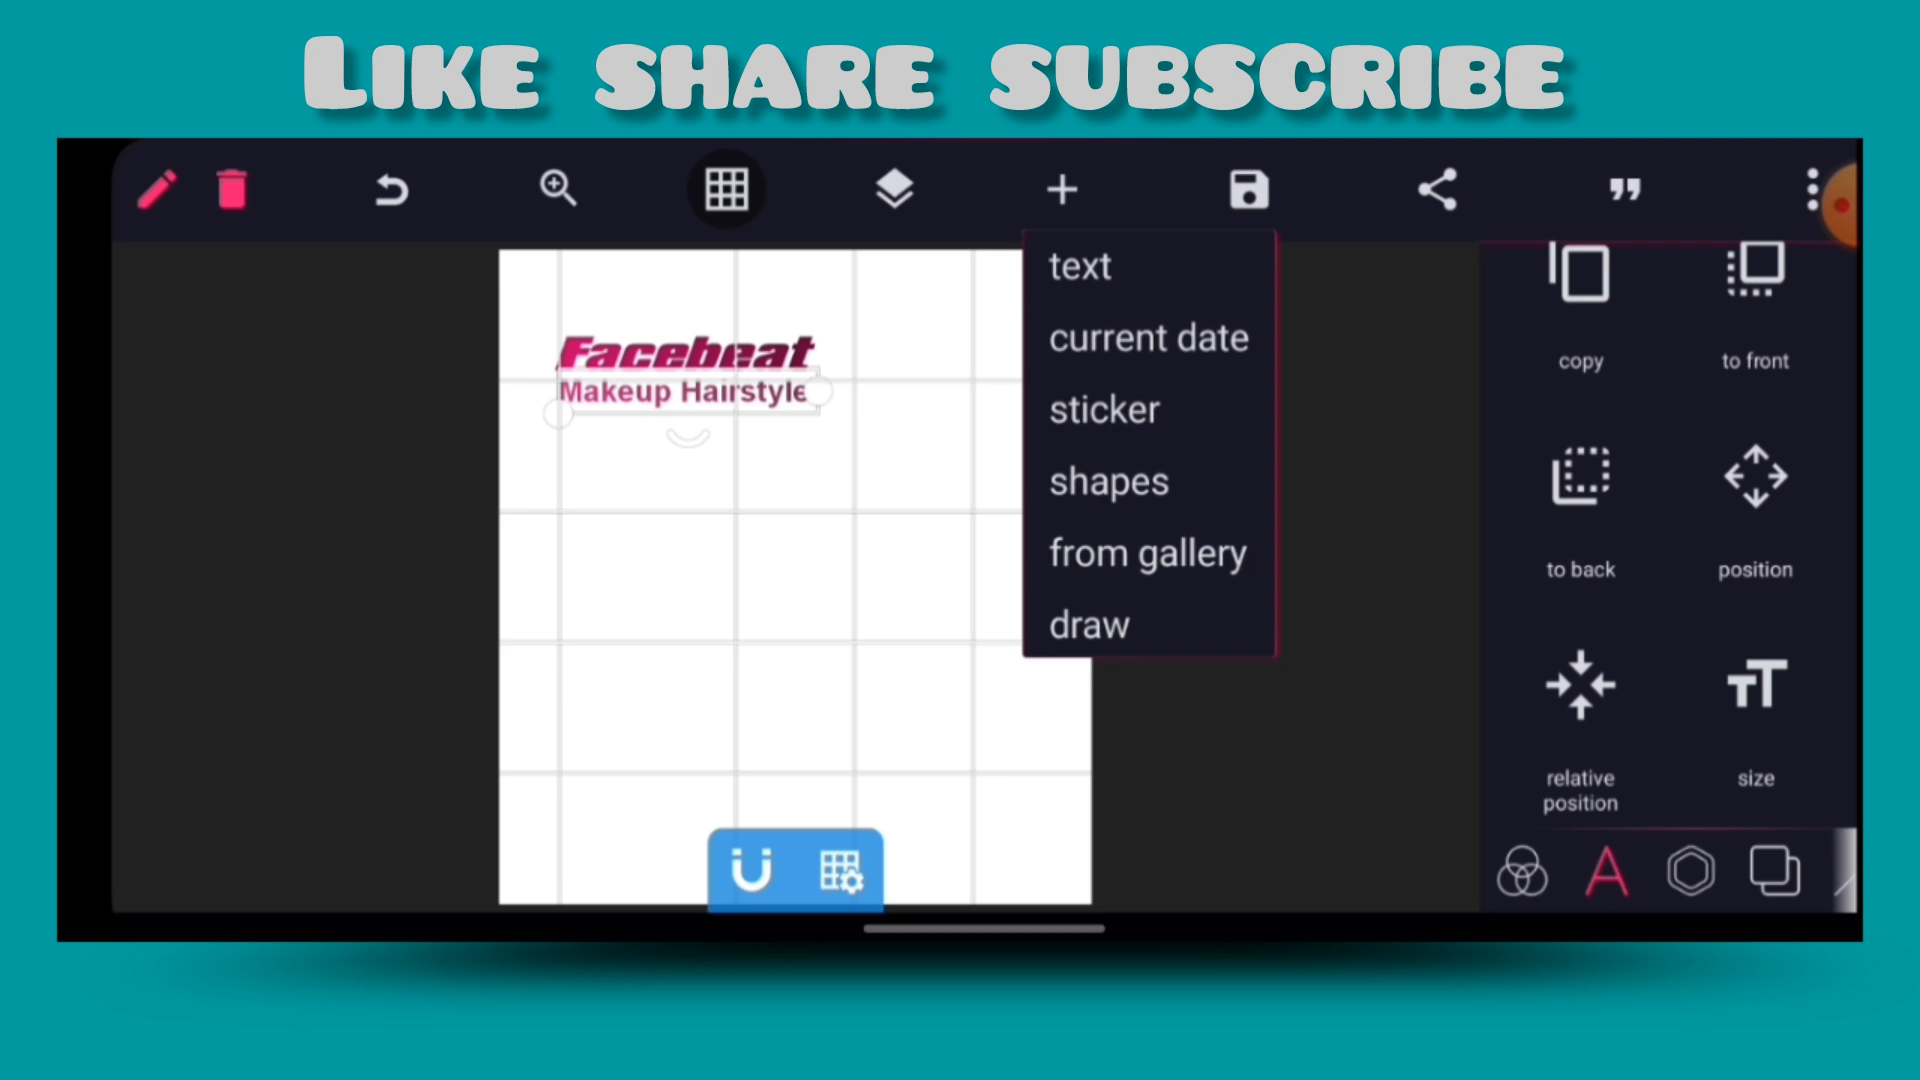 LIKE SHARE SUBSCRIBE
text
current date
sticker
shapes
from gallery
draw
Facebeat
Makeup Hairstyle
copy
to front
to back
position
relative
position
size